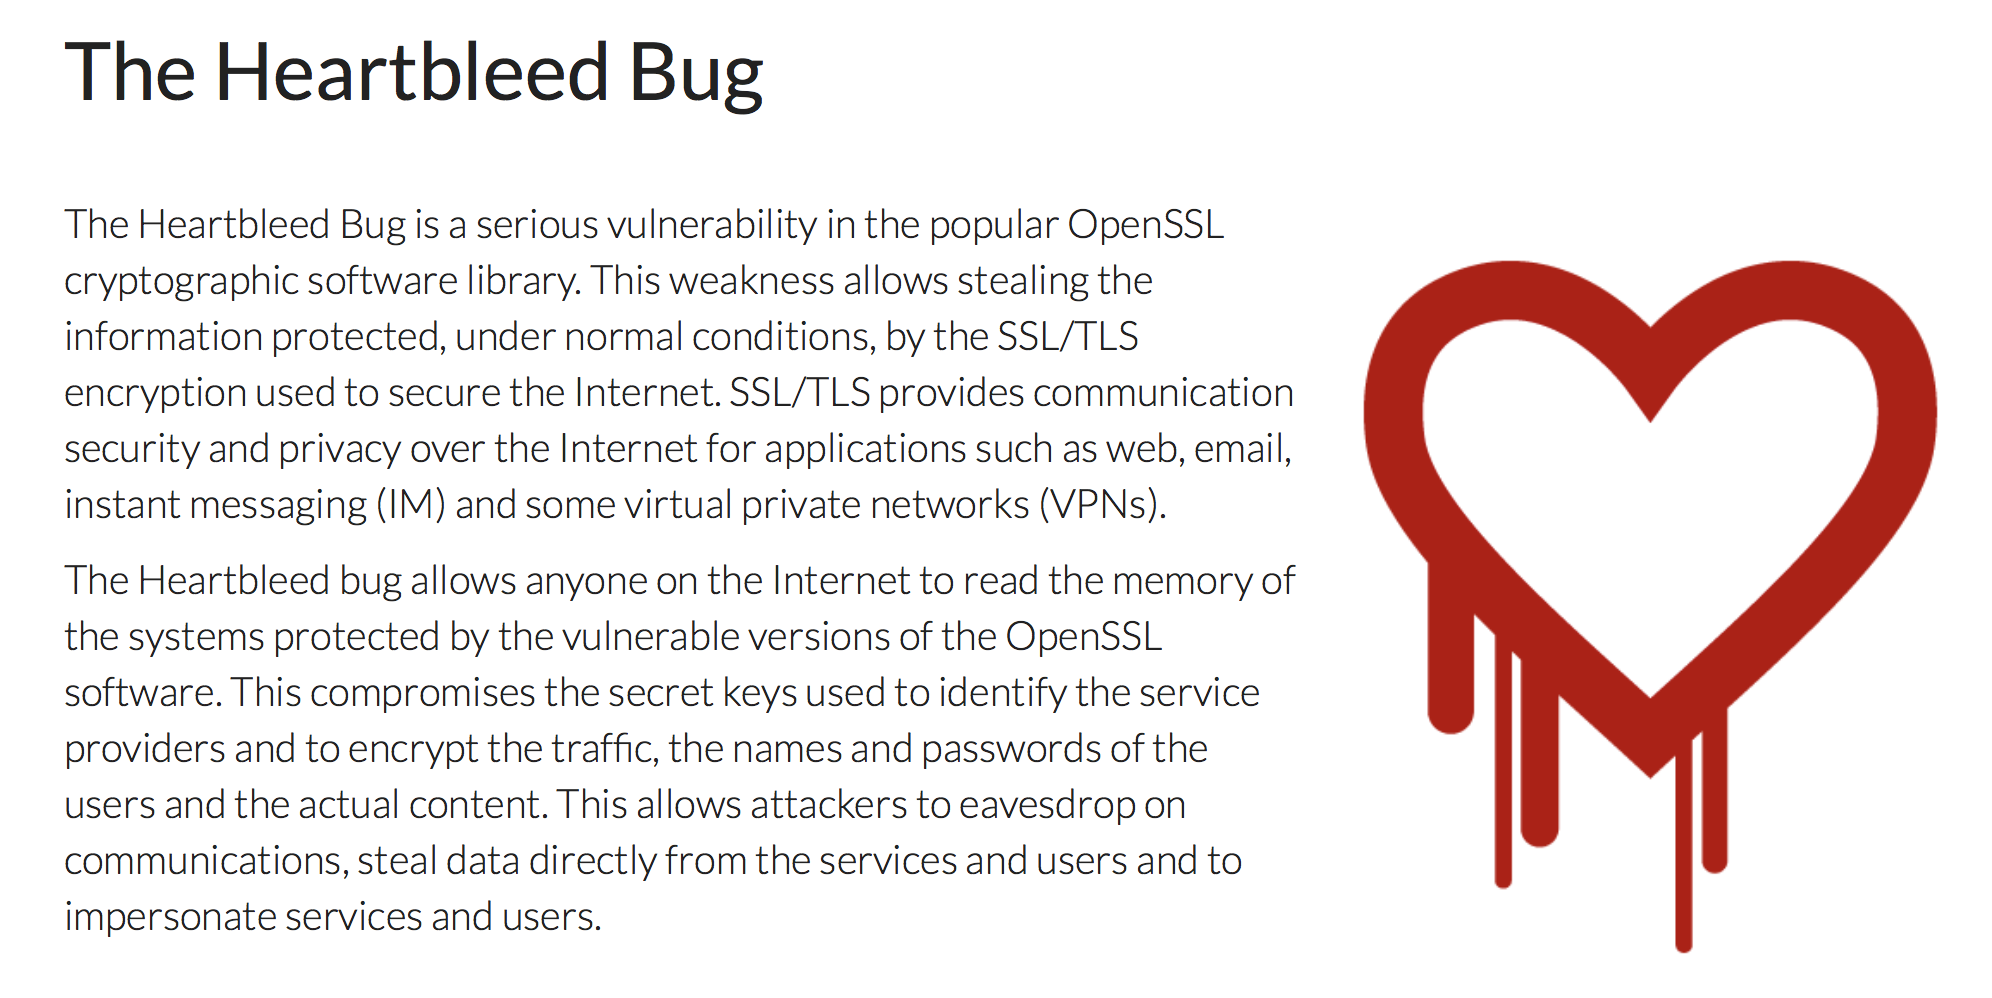 The Heartbleed Bug
The Heartbleed Bug is a serious vulnerability in the popular OpenSSL
cryptographic software library. This weakness allows stealing the
information protected, under normal conditions, by the SSL/TLS
encryption used to secure the Internet. SSL/TLS provides communication
security and privacy over the Internet for applications such as web, email,
instant messaging (IM) and some virtual private networks (VPNs).
The Heartbleed bug allows anyone on the Internet to read the memory of
the systems protected by the vulnerable versions of the OpenSSL
software. This compromises the secret keys used to identify the service
providers and to encrypt the traffic, the names and passwords of the
users and the actual content. This allows attackers to eavesdrop on
communications, steal data directly from the services and users and to
impersonate services and users.